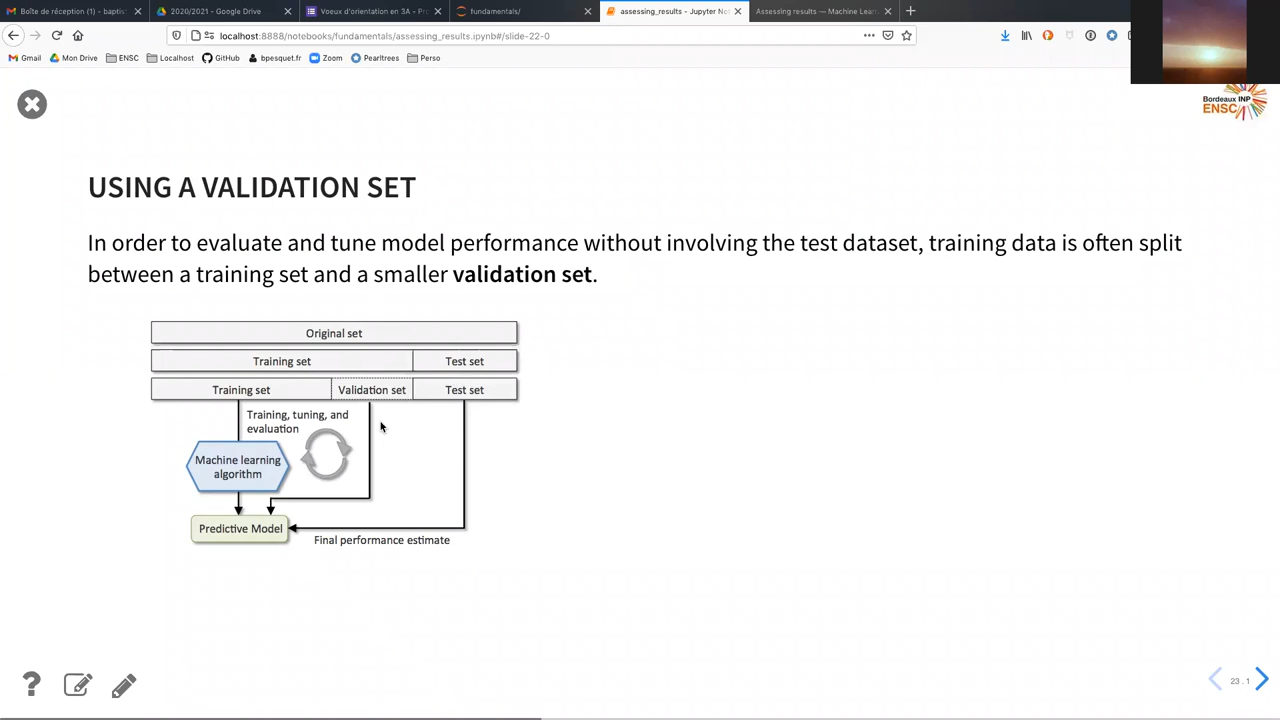 Boîte de réception (1) - baptis
2020/2021 - Google Drive
Voeux d'orientation en 3A - Pr
fundamentals/
assessing_results - Jupyter No
Assessing results — Machine Lear
localhost:8888/notebooks/fundamentals/assessing_results.ipynb#/slide-22-0
Gmail
Mon Drive
ENSC
Localhost
GitHub
bpesquet.fr
Zoom
Pearltrees
Perso
Bordeaux INP
ENSC
USING A VALIDATION SET
In order to evaluate and tune model performance without involving the test dataset, training data is often split
between a training set and a smaller validation set.
Original set
Training set Test set
Training set Validation set Test set
Training, tuning, and
evaluation
Machine learning
algorithm
Predictive Model
Final performance estimate
?
23.1